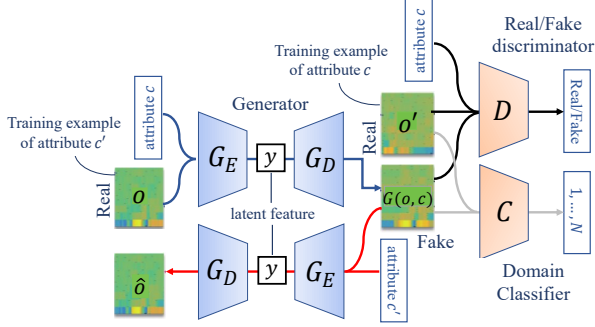 attribute c
Real/Fake
discriminator
Training example
of attribute c
Generator
attribute c
Training example
of attribute c′
G_E
y
G_D
Real
o′
D
Real/Fake
Real
o
G(o, c)
latent feature
Fake
C
1, ..., N
ô
G_D
y
G_E
attribute c′
Domain
Classifier